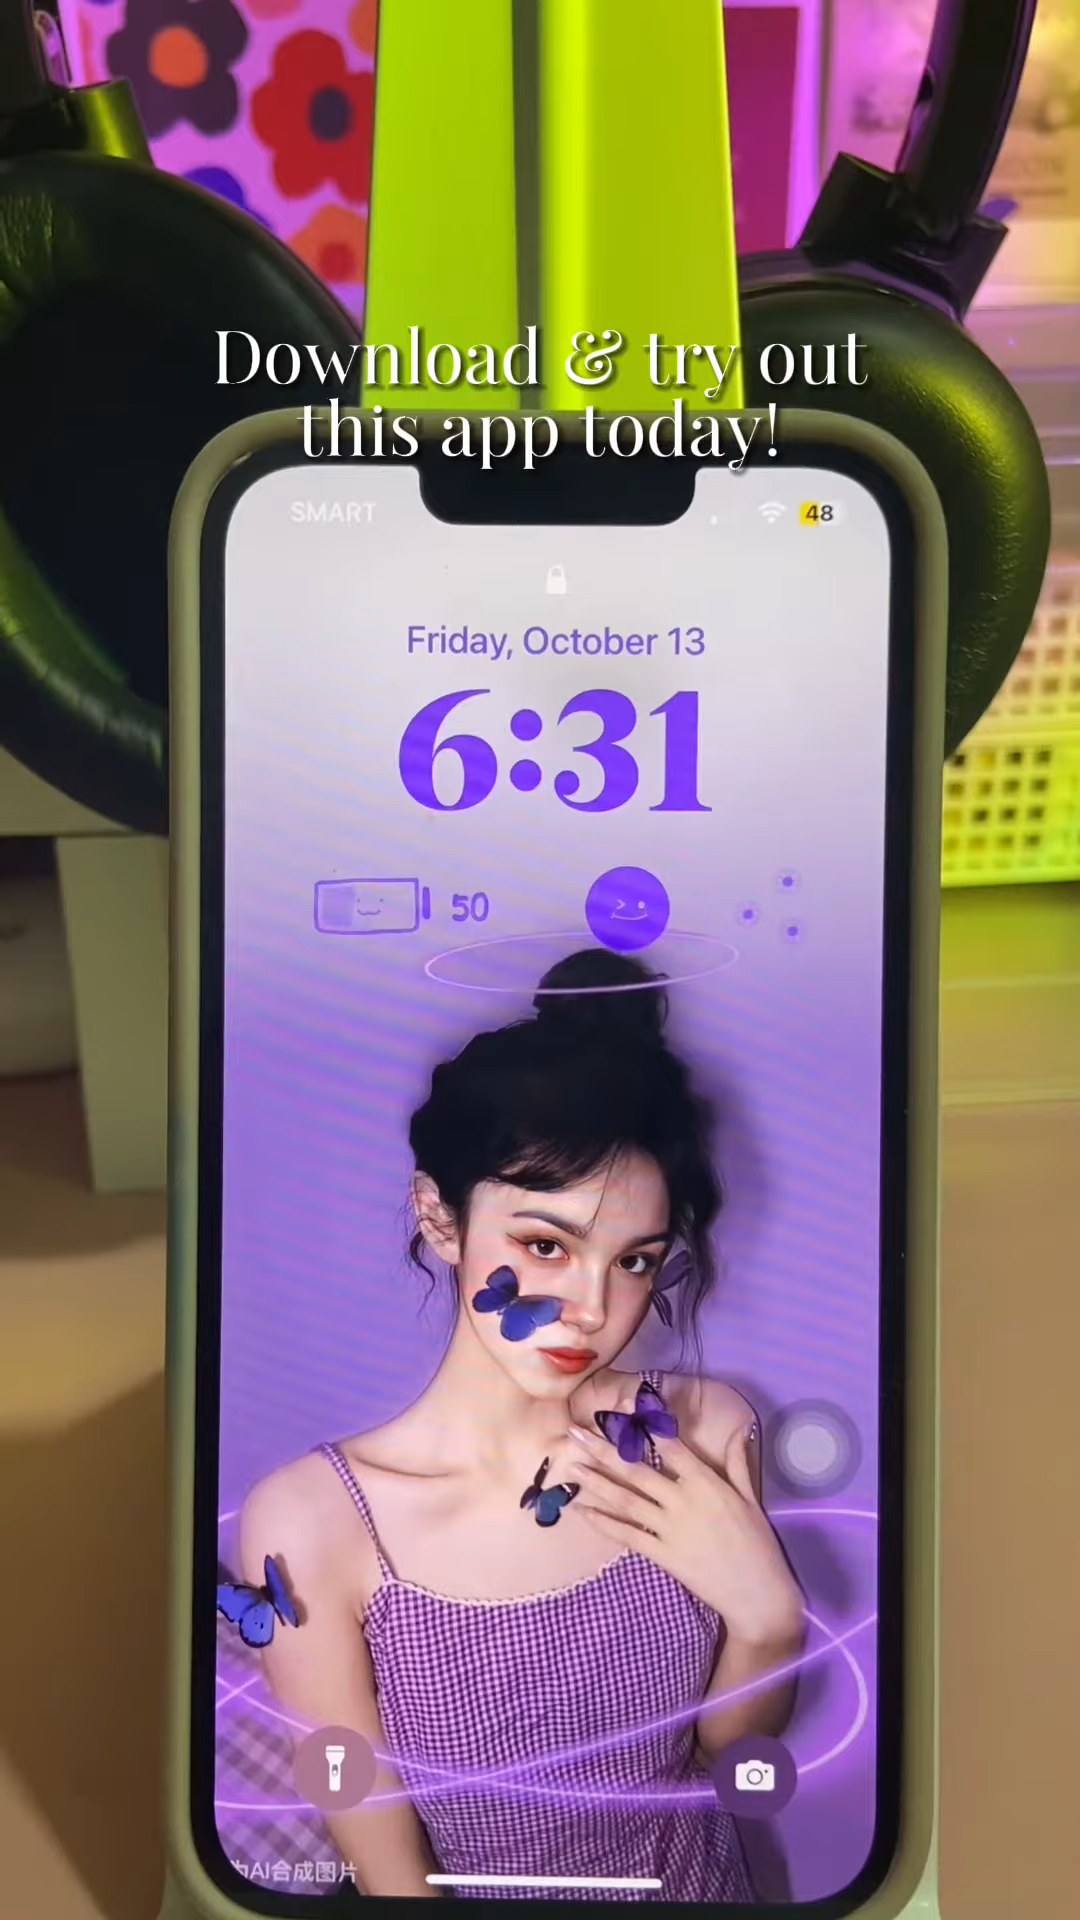 Download & try out
this app today!
SMART
48
Friday, October 13
6:31
50
为AI合成图片